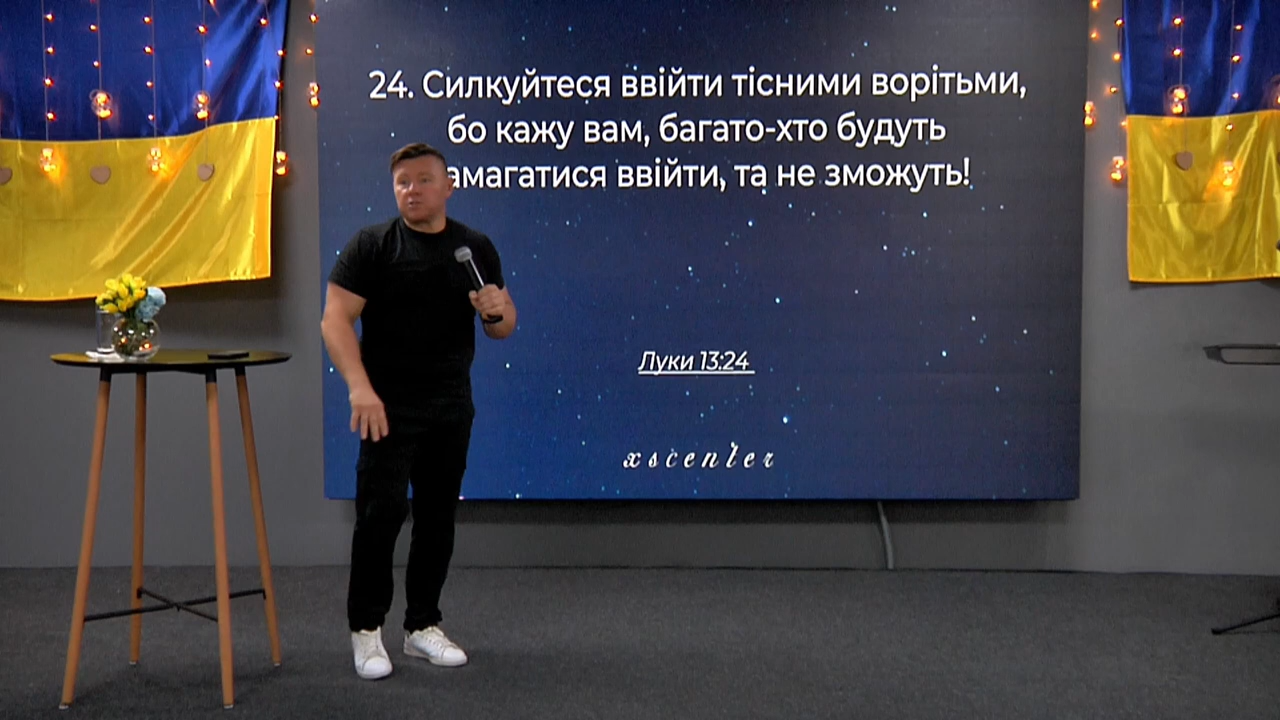 24. Силкуйтеся ввійти тісними ворітьми,
бо кажу вам, багато-хто будуть
амагатися ввійти, та не зможуть!
Луки 13:24
xscenter